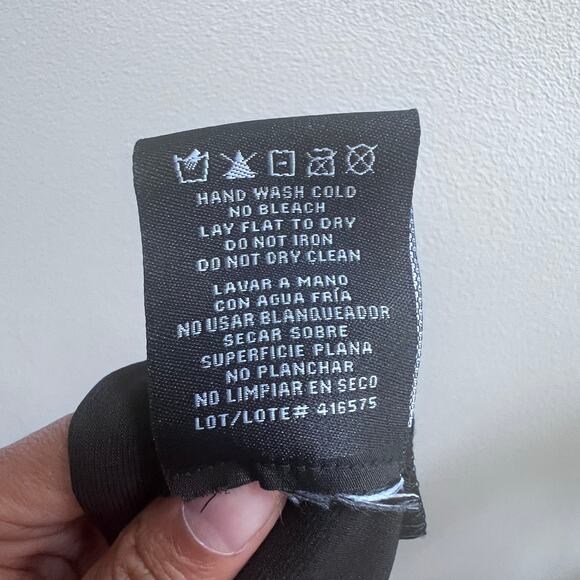 HAND WASH COLD
NO BLEACH
LAY FLAT TO DRY
DO NOT IRON
DO NOT DRY CLEAN
LAVAR A MANO
CON AGUA FRÍA
NO USAR BLANQUEADOR
SECAR SOBRE
SUPERFICIE PLANA
NO PLANCHAR
NO LIMPIAR EN SECO
LOT/LOTE# 416575